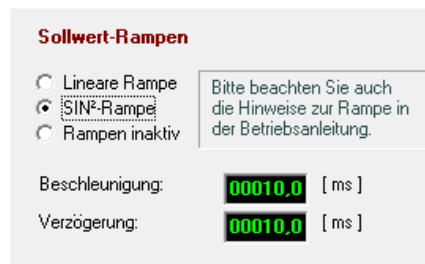 Sollwert-Rampen
Lineare Rampe
SIN²-Rampe
Rampen inaktiv
Bitte beachten Sie auch
die Hinweise zur Rampe in
der Betriebsanleitung.
Beschleunigung: 00010,0 [ ms ]
Verzögerung: 00010,0 [ ms ]